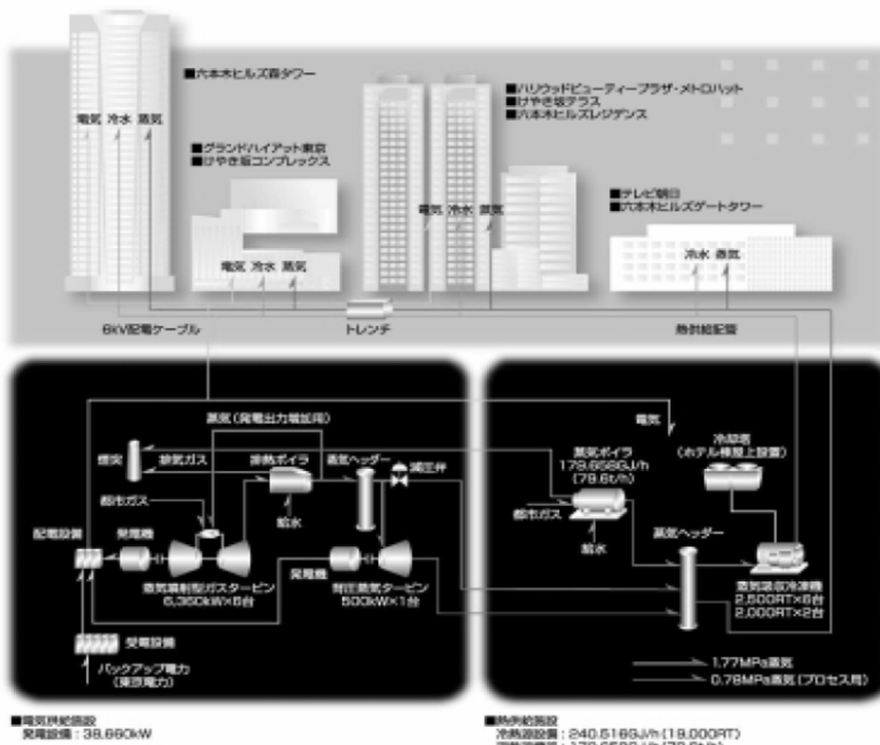 ■六本木ヒルズ森タワー
■ハリウッドビューティープラザ・メトロハット
■けやき坂テラス
■六本木ヒルズレジデンス
電気 冷水 蒸気
■グランドハイアット東京
■けやき坂コンプレックス
■テレビ朝日
■六本木ヒルズゲートタワー
電気 冷水 蒸気
電気 冷水 蒸気
冷水 蒸気
6kV配電ケーブル
トレンチ
熱供給配管
蒸気(発電出力増加用)
電気
煙突
排気ガス
排熱ボイラ
蒸気ヘッダー
減圧弁
蒸気ボイラ
179.658GJ/h
(79.6t/h)
冷却塔
(ホテル棟屋上設置)
都市ガス
給水
都市ガス
給水
配電設備
発電機
蒸気噴射型ガスタービン
6,360kW×6台
発電機
背圧蒸気タービン
500kW×1台
蒸気ヘッダー
蒸気吸収冷凍機
2,500RT×6台
2,000RT×2台
受電設備
バックアップ電力
(東京電力)
1.77MPa蒸気
0.78MPa蒸気(プロセス用)
■電気供給施設
発電設備:38,660kW
■熱供給施設
冷熱源設備:240.516GJ/h(19,000RT)